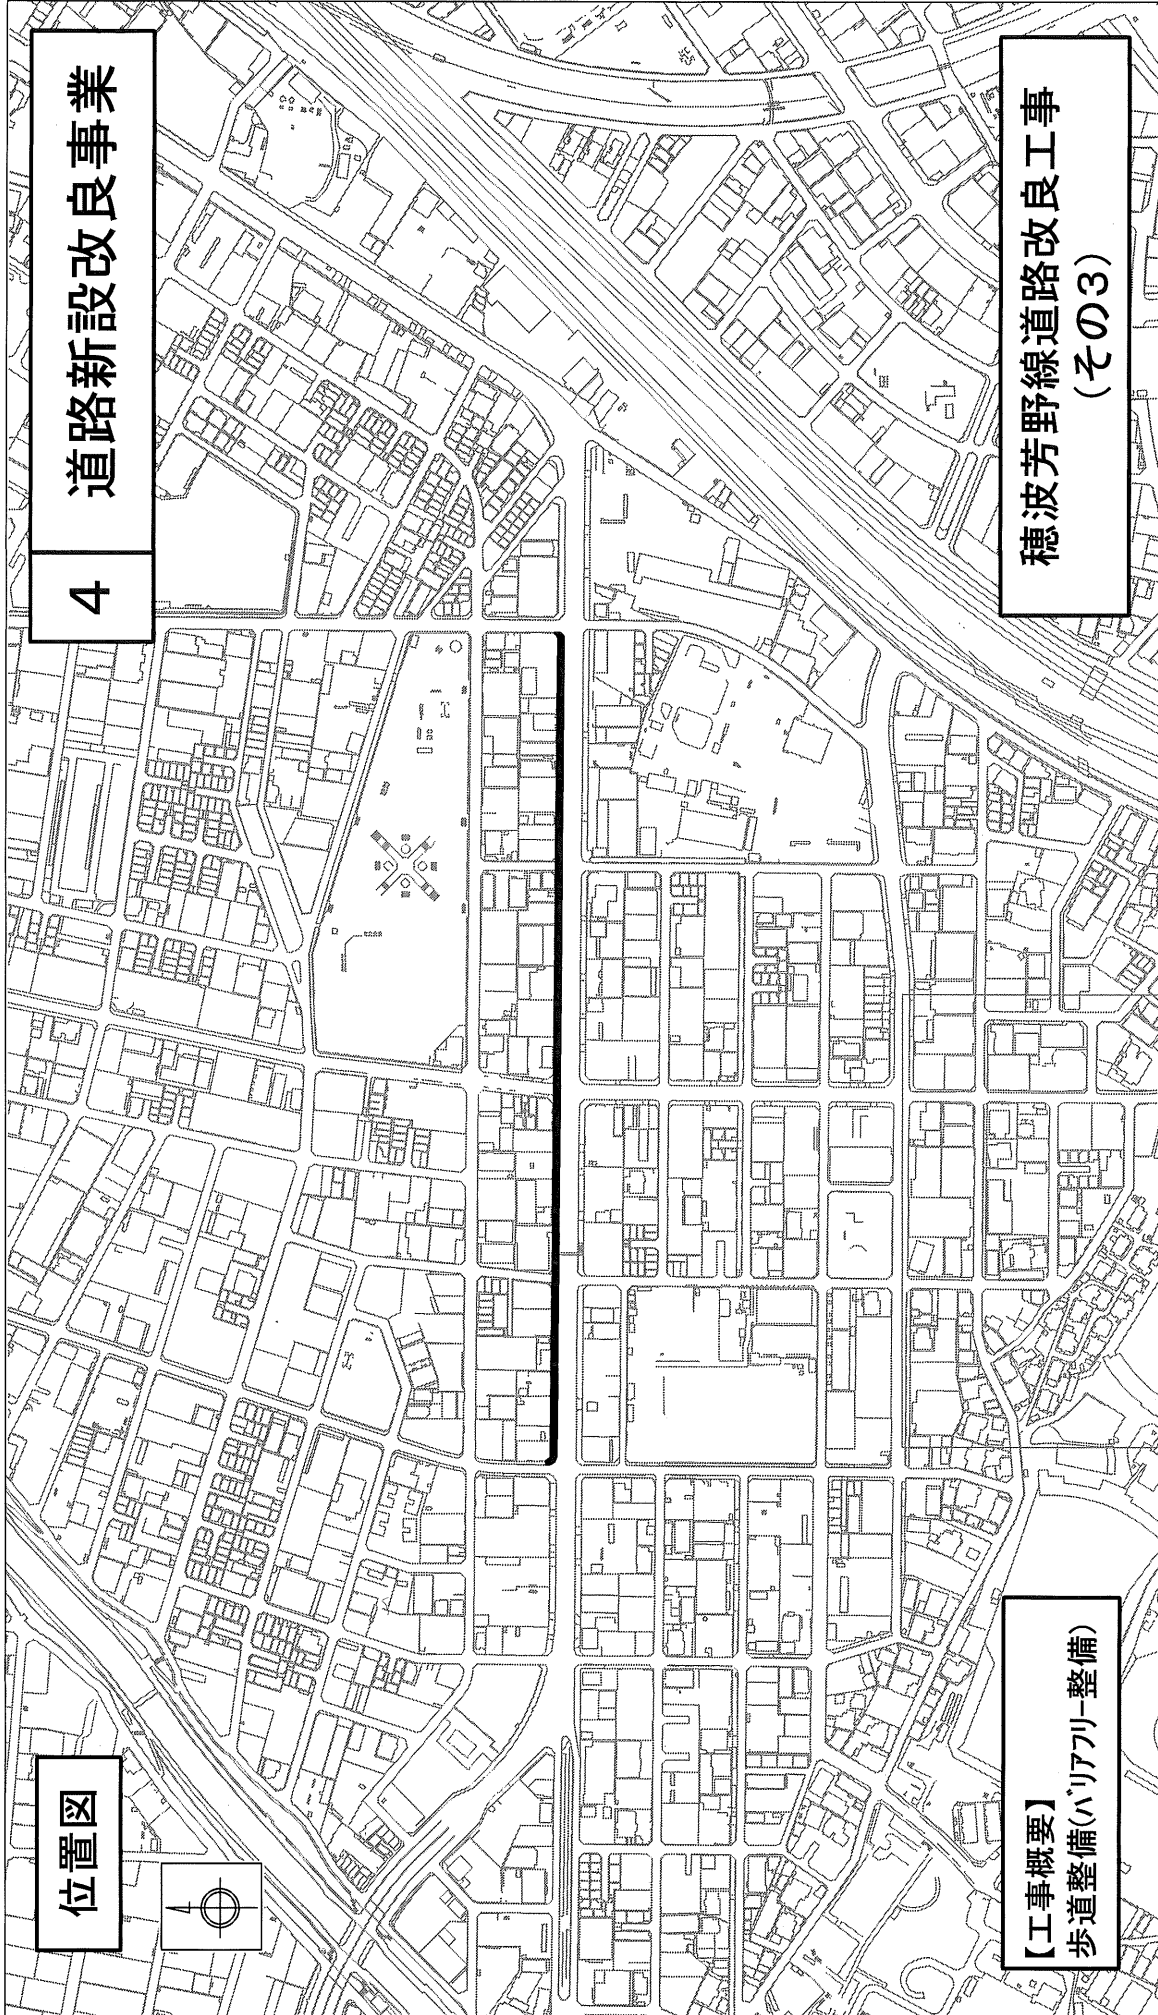 位置図
4 道路新設改良事業
【工事概要】
歩道整備(バリアフリー整備)
穂波芳野線道路改良工事
(その3)